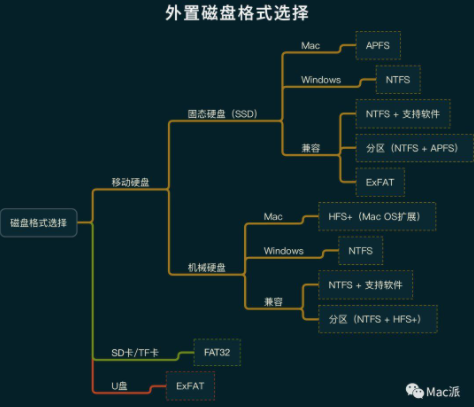 外置磁盘格式选择
Mac
APFS
Windows
NTFS
固态硬盘（SSD）
NTFS + 支持软件
兼容
分区（NTFS + APFS）
ExFAT
移动硬盘
磁盘格式选择
Mac
HFS+（Mac OS扩展）
Windows
NTFS
机械硬盘
NTFS + 支持软件
兼容
分区（NTFS + HFS+）
SD卡/TF卡
FAT32
U盘
ExFAT
Mac派